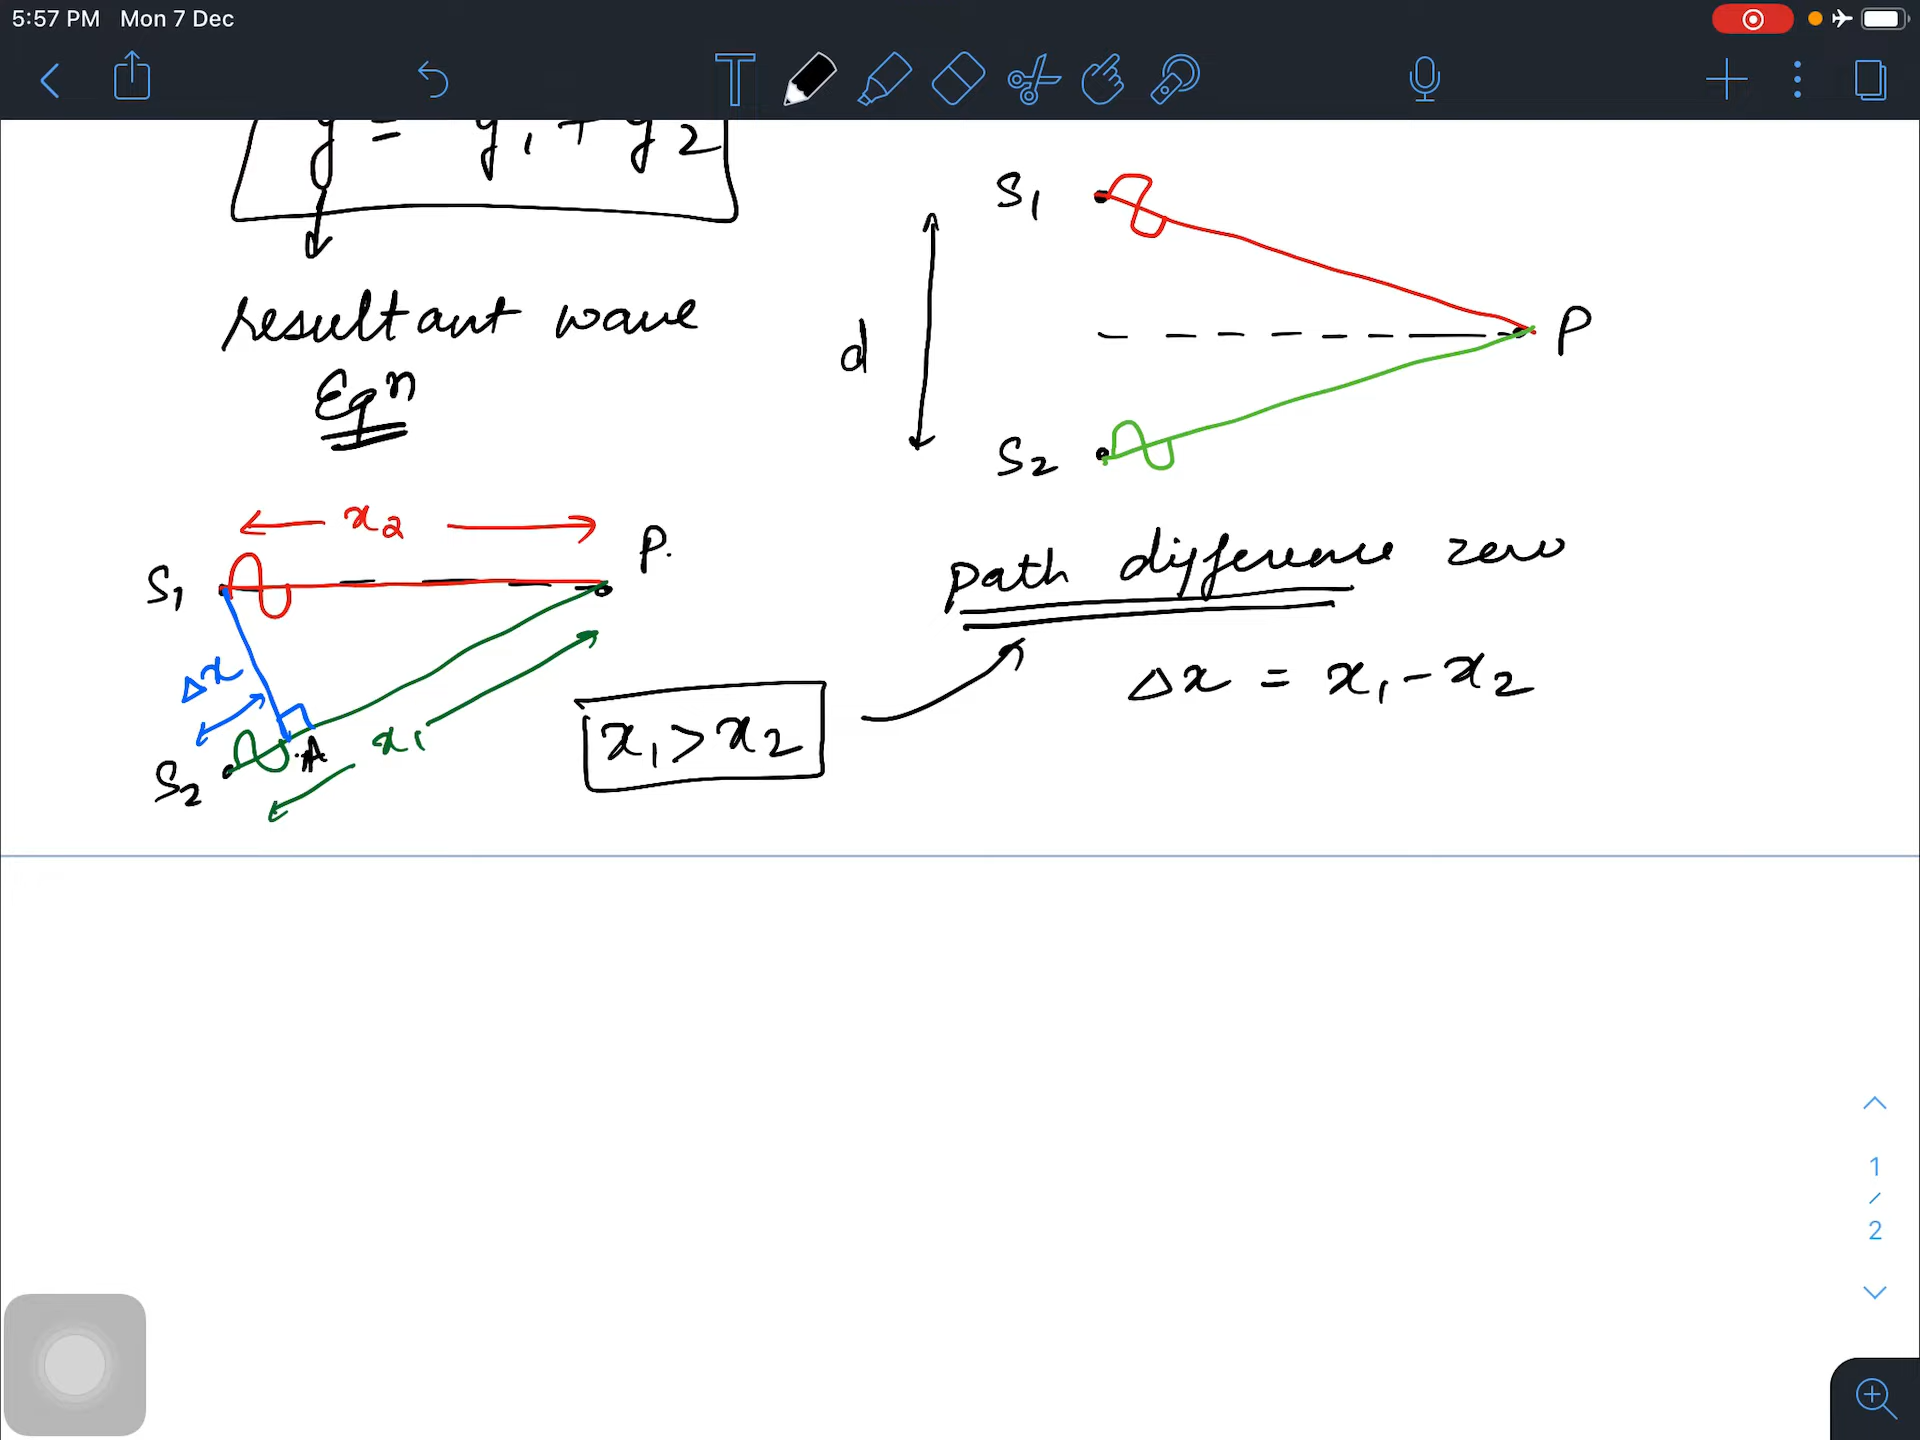 5:57 PM Mon 7 Dec
y = y₁ + y₂
resultant wave
Eqⁿ
S₁
d
P
S₂
x₂
S₁
P.
path difference zero
Δx
Δx = x₁ - x₂
x₁ > x₂
x₁
A
S₂
1
/
2